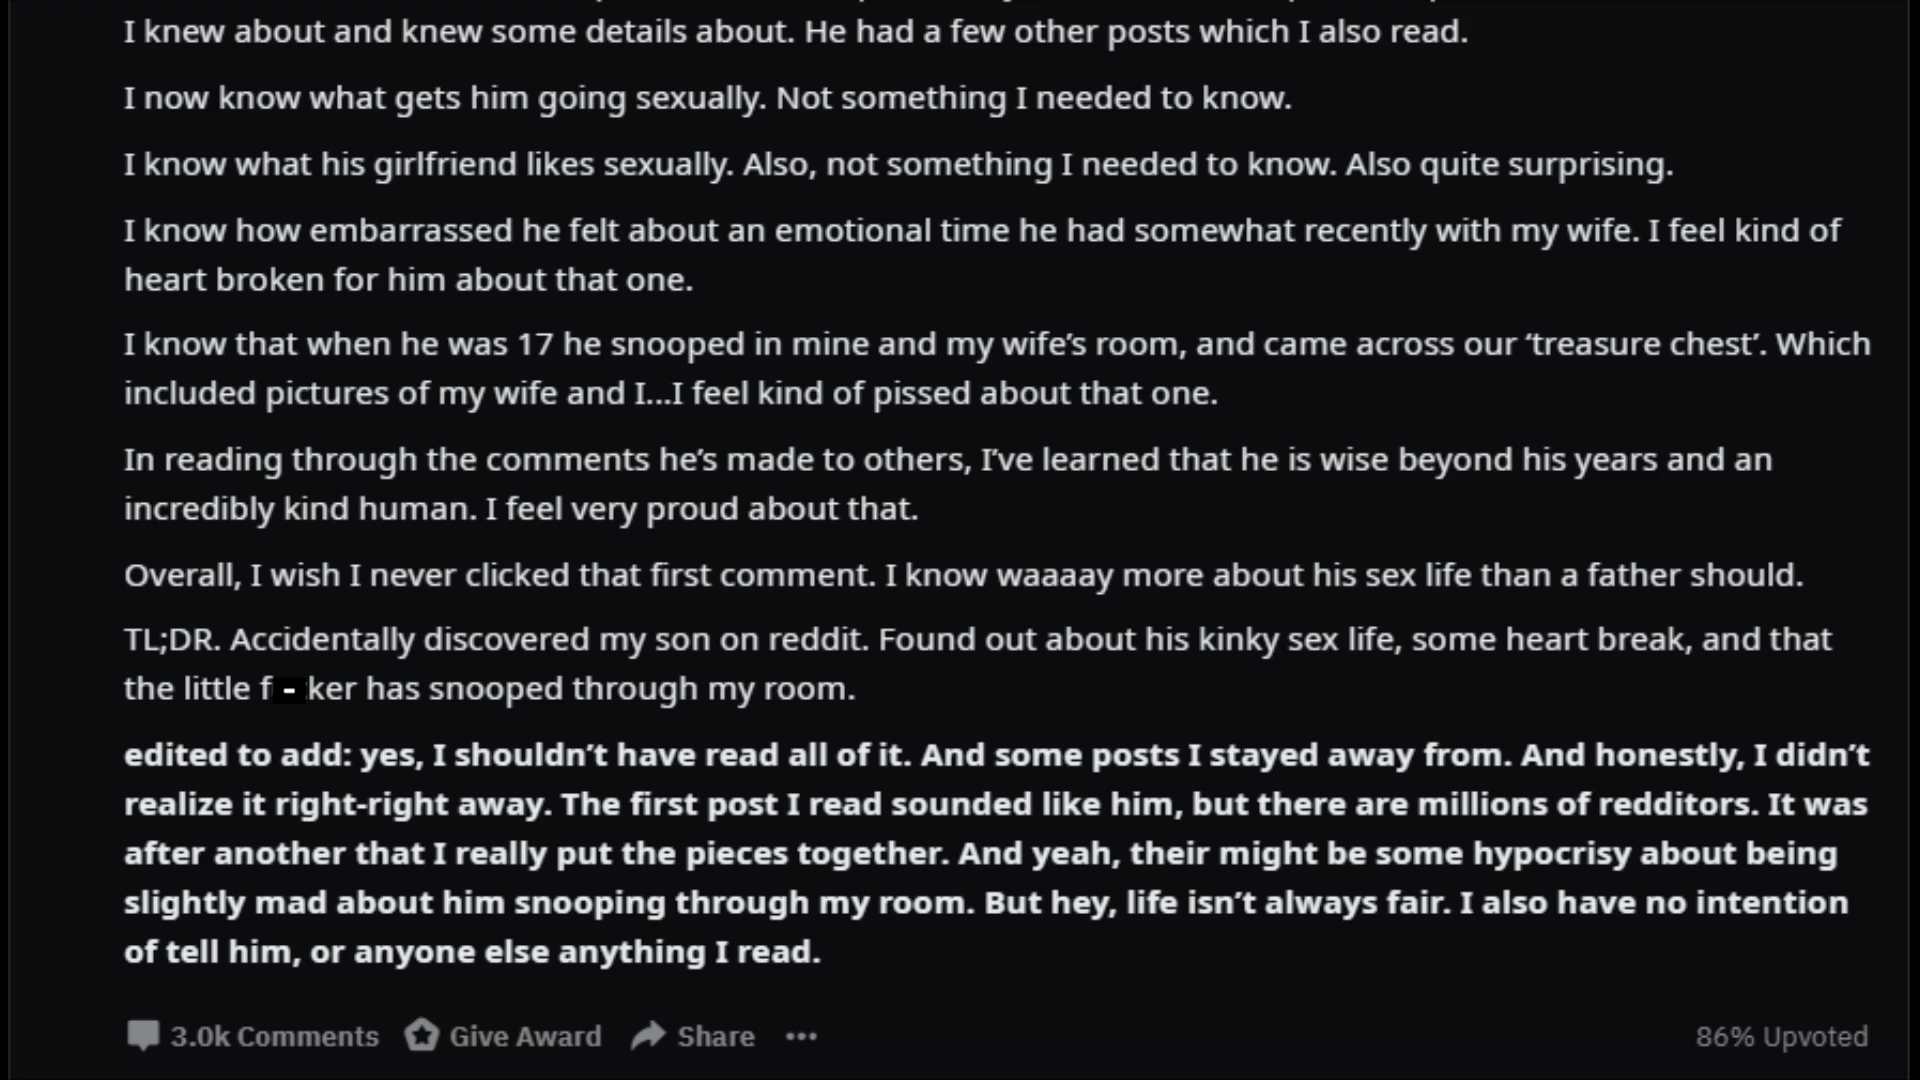 I knew about and knew some details about. He had a few other posts which I also read.
I now know what gets him going sexually. Not something I needed to know.
I know what his girlfriend likes sexually. Also, not something I needed to know. Also quite surprising.
I know how embarrassed he felt about an emotional time he had somewhat recently with my wife. I feel kind of
heart broken for him about that one.
I know that when he was 17 he snooped in mine and my wife’s room, and came across our ‘treasure chest’. Which
included pictures of my wife and I...I feel kind of pissed about that one.
In reading through the comments he’s made to others, I’ve learned that he is wise beyond his years and an
incredibly kind human. I feel very proud about that.
Overall, I wish I never clicked that first comment. I know waaaay more about his sex life than a father should.
TL;DR. Accidentally discovered my son on reddit. Found out about his kinky sex life, some heart break, and that
the little f-ker has snooped through my room.
edited to add: yes, I shouldn’t have read all of it. And some posts I stayed away from. And honestly, I didn’t
realize it right-right away. The first post I read sounded like him, but there are millions of redditors. It was
after another that I really put the pieces together. And yeah, their might be some hypocrisy about being
slightly mad about him snooping through my room. But hey, life isn’t always fair. I also have no intention
of tell him, or anyone else anything I read.
3.0k Comments Give Award Share ... 86% Upvoted